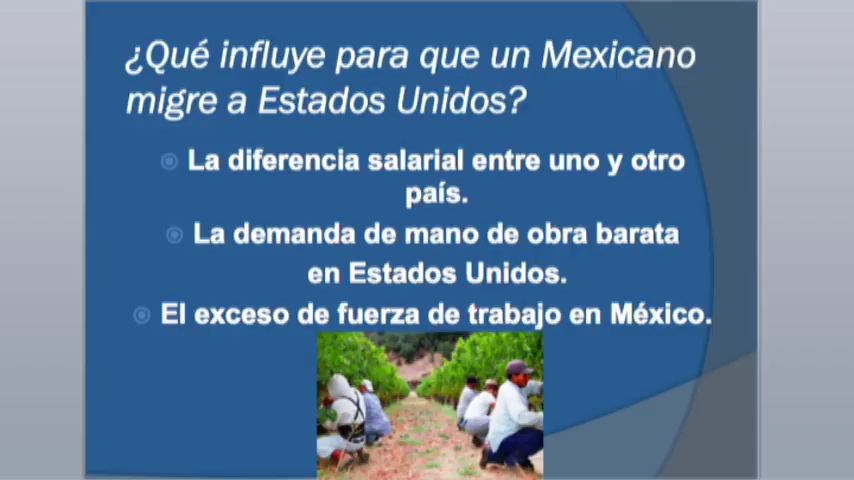 ¿Qué influye para que un Mexicano
migre a Estados Unidos?
La diferencia salarial entre uno y otro
país.
La demanda de mano de obra barata
en Estados Unidos.
El exceso de fuerza de trabajo en México.